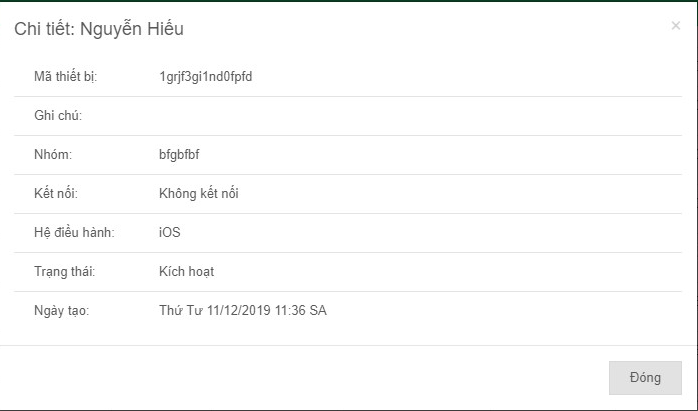 Chi tiết: Nguyễn Hiếu
×
Mã thiết bị: 1grjf3gi1nd0fpfd
Ghi chú:
Nhóm: bfgbfbf
Kết nối: Không kết nối
Hệ điều hành: iOS
Trạng thái: Kích hoạt
Ngày tạo: Thứ Tư 11/12/2019 11:36 SA
Đóng